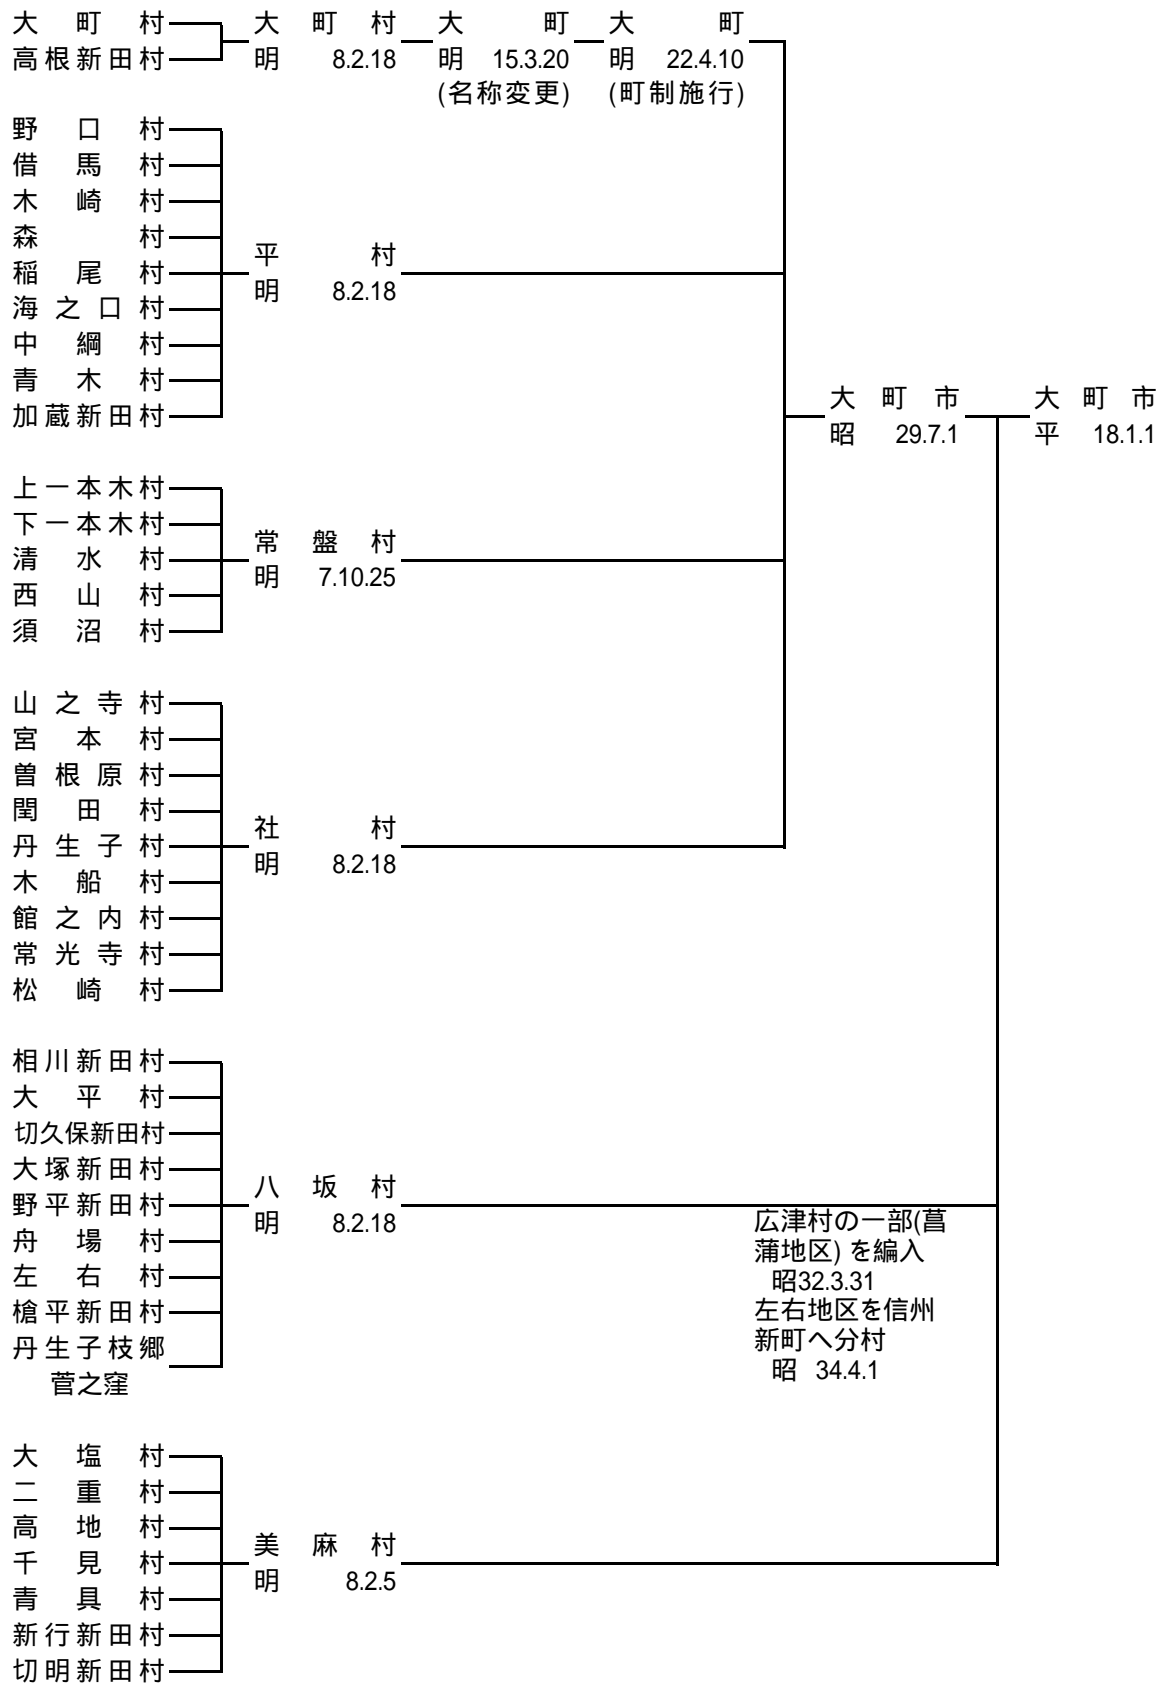 大町村
高根新田村
大町村
明 8.2.18
大町
明 15.3.20
(名称変更)
大町
明 22.4.10
(町制施行)
野口村
借馬村
木崎村
森村
稲尾村
海之口村
中綱村
青木村
加蔵新田村
平村
明 8.2.18
上一本木村
下一本木村
清水村
西山村
須沼村
常盤村
明 7.10.25
山之寺村
宮本村
曽根原村
閏田村
丹生子村
木船村
館之内村
常光寺村
松崎村
社村
明 8.2.18
大町市
昭 29.7.1
大町市
平 18.1.1
相川新田村
大平村
切久保新田村
大塚新田村
野平新田村
舟場村
左右村
槍平新田村
丹生子枝郷
菅之窪
八坂村
明 8.2.18
広津村の一部(菖
蒲地区) を編入
昭32.3.31
左右地区を信州
新町へ分村
昭 34.4.1
大塩村
二重村
高地村
千見村
青具村
新行新田村
切明新田村
美麻村
明 8.2.5